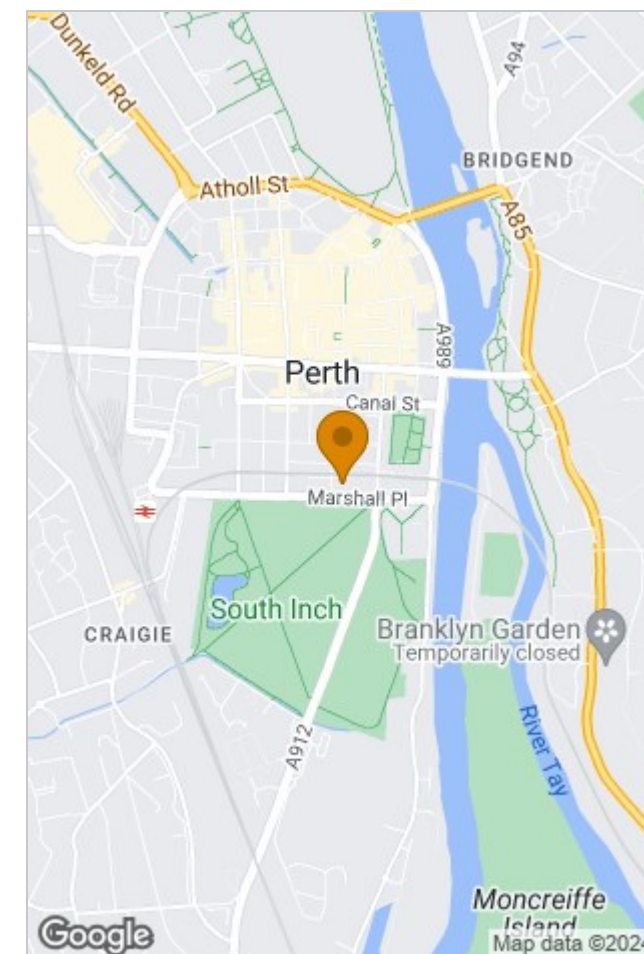 Dunkeld Rd
A94
BRIDGEND
Atholl St
A85
A989
Perth
Canal St
Marshall Pl
South Inch
Branklyn Garden
Temporarily closed
CRAIGIE
River Tay
A912
Moncreiffe
Island
Google
Map data ©2024